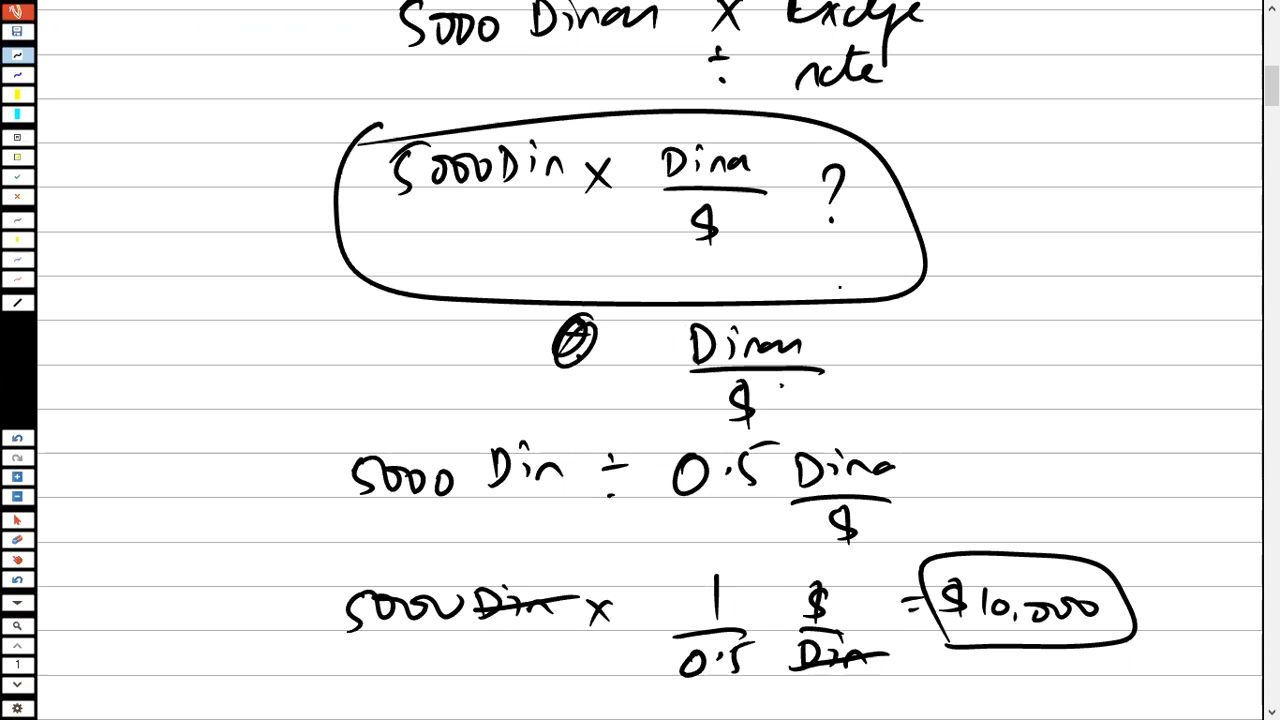 5000 Dinar × Exchge
÷ rate
5000 Din × Dina / $ ?
Dinar / $
5000 Din ÷ 0.5 Dina / $
5000 Din × 1 / 0.5 $ / Din = $10,000
1